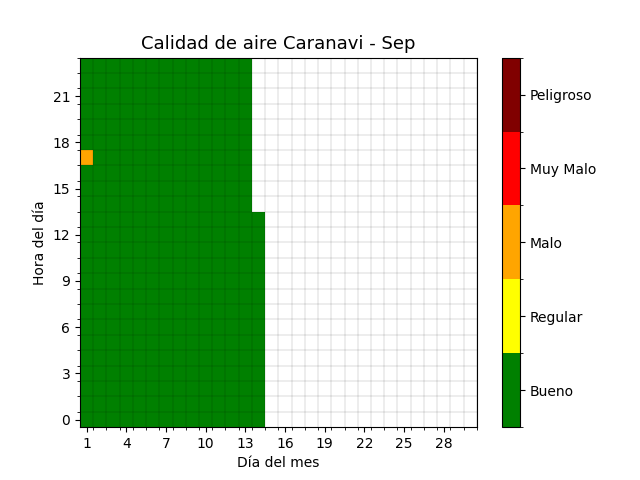 Calidad de aire Caranavi - Sep
21
18
15
12
9
6
3
0
Hora del día
1 4 7 10 13 16 19 22 25 28
Día del mes
Peligroso
Muy Malo
Malo
Regular
Bueno